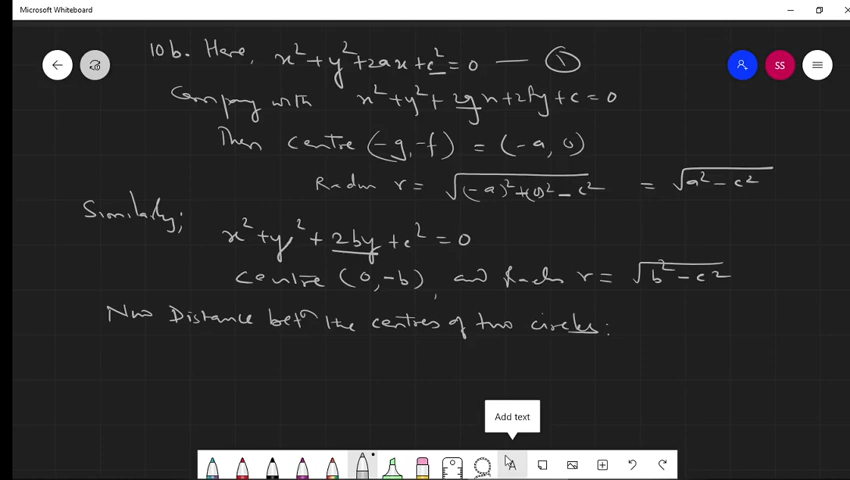 Microsoft Whiteboard
10 b. Here, x² + y² + 2ax + c² = 0 — ①
Comparing with x² + y² + 2gx + 2fy + c = 0
Then centre (-g, -f) = (-a, 0)
Radius r = √((-a)² + (0)² - c²) = √(a² - c²)
Similarly;
x² + y² + 2by + c² = 0
centre (0, -b), and Radius r = √(b² - c²)
Now Distance betn the centres of two circles:
Add text
SS